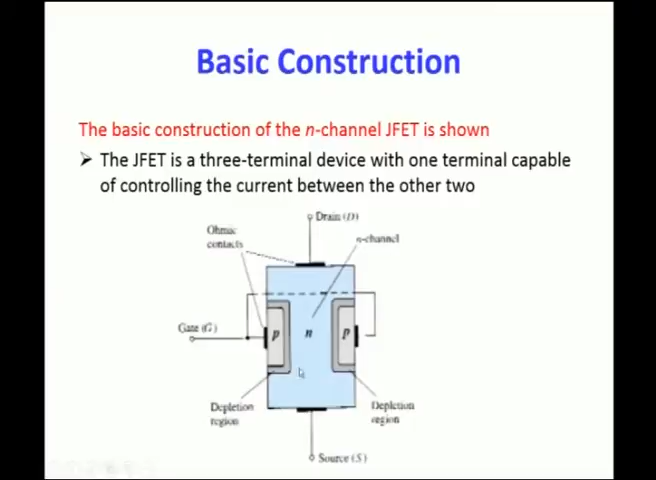 Basic Construction
The basic construction of the n-channel JFET is shown
➢ The JFET is a three-terminal device with one terminal capable
of controlling the current between the other two
Drain (D)
Ohmic
contacts
n-channel
Gate (G)
p
n
p
Depletion
region
Depletion
region
Source (S)